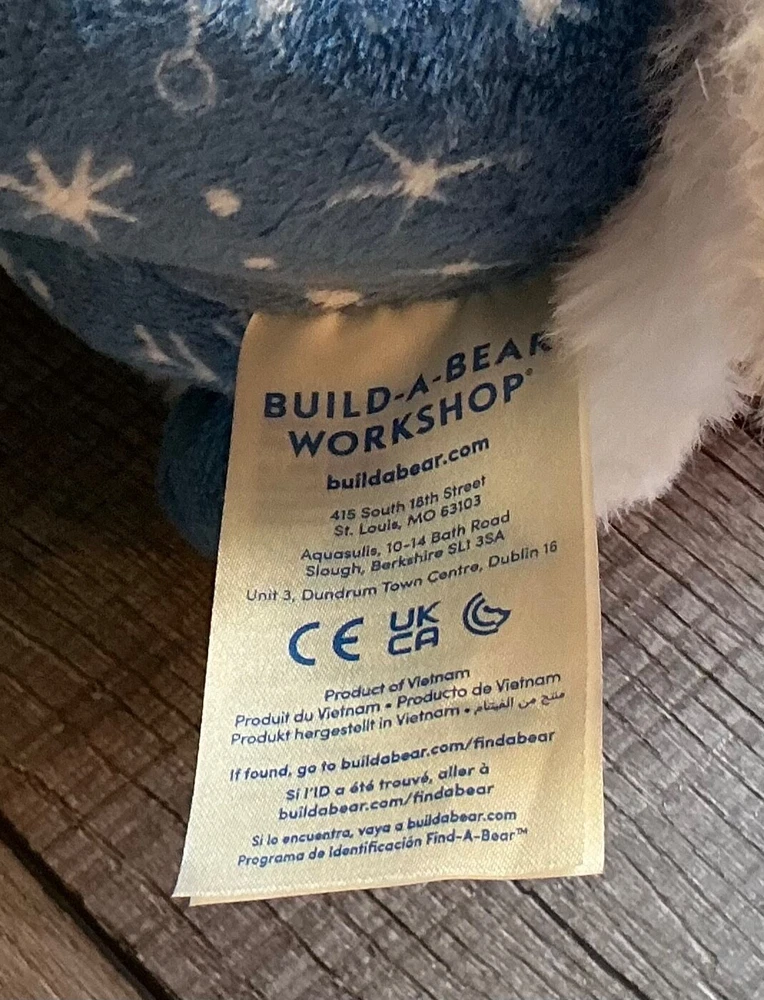 BUILD-A-BEAR
WORKSHOP®
buildabear.com
415 South 18th Street
St. Louis, MO 63103
Aquasulis, 10-14 Bath Road
Slough, Berkshire SL1 3SA
Unit 3, Dundrum Town Centre, Dublin 16
CE UK CA
Product of Vietnam
Produit du Vietnam • Producto de Vietnam
Produkt hergestellt in Vietnam • منتج من الفيتنام
If found, go to buildabear.com/findabear
Si l'ID a été trouvé, aller à
buildabear.com/findabear
Si lo encuentra, vaya a buildabear.com
Programa de Identificación Find-A-Bear™